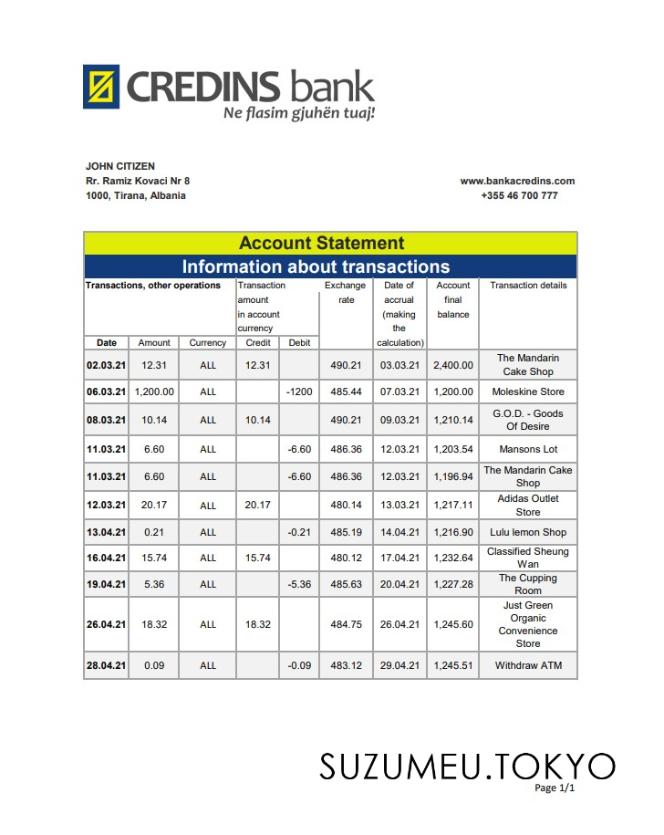 CREDINS bank
Ne flasim gjuhën tuaj!
JOHN CITIZEN
Rr. Ramiz Kovaci Nr 8
1000, Tirana, Albania
www.bankacredins.com
+355 46 700 777
Account Statement
Information about transactions
Transactions, other operations Transaction amount in account currency Exchange rate Date of accrual (making the calculation) Account final balance Transaction details
Date Amount Currency Credit Debit
02.03.21 12.31 ALL 12.31 490.21 03.03.21 2,400.00 The Mandarin Cake Shop
06.03.21 1,200.00 ALL -1200 485.44 07.03.21 1,200.00 Moleskine Store
08.03.21 10.14 ALL 10.14 490.21 09.03.21 1,210.14 G.O.D. - Goods Of Desire
11.03.21 6.60 ALL -6.60 486.36 12.03.21 1,203.54 Mansons Lot
11.03.21 6.60 ALL -6.60 486.36 12.03.21 1,196.94 The Mandarin Cake Shop
12.03.21 20.17 ALL 20.17 480.14 13.03.21 1,217.11 Adidas Outlet Store
13.04.21 0.21 ALL -0.21 485.19 14.04.21 1,216.90 Lulu lemon Shop
16.04.21 15.74 ALL 15.74 480.12 17.04.21 1,232.64 Classified Sheung Wan
19.04.21 5.36 ALL -5.36 485.63 20.04.21 1,227.28 The Cupping Room
26.04.21 18.32 ALL 18.32 484.75 26.04.21 1,245.60 Just Green Organic Convenience Store
28.04.21 0.09 ALL -0.09 483.12 29.04.21 1,245.51 Withdraw ATM
SUZUMEU.TOKYO
Page 1/1